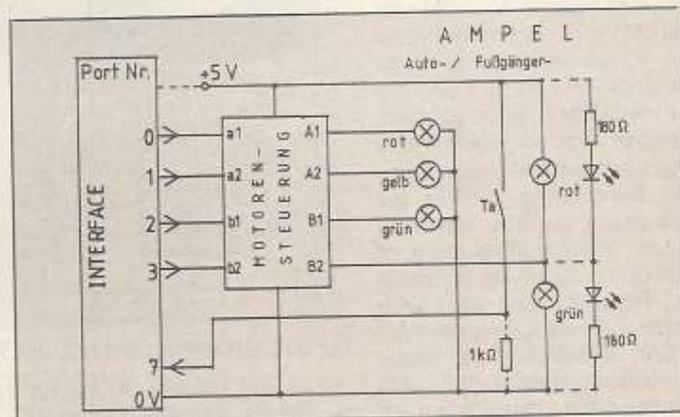 A M P E L
Auto- / Fußgänger-
Port Nr.
+5 V
INTERFACE
0
1
2
3
7
0V
a1
a2
b1
b2
MOTOREN-
STEUERUNG
A1
A2
B1
B2
rot
gelb
grün
Ta
1kΩ
rot
grün
180Ω
180Ω